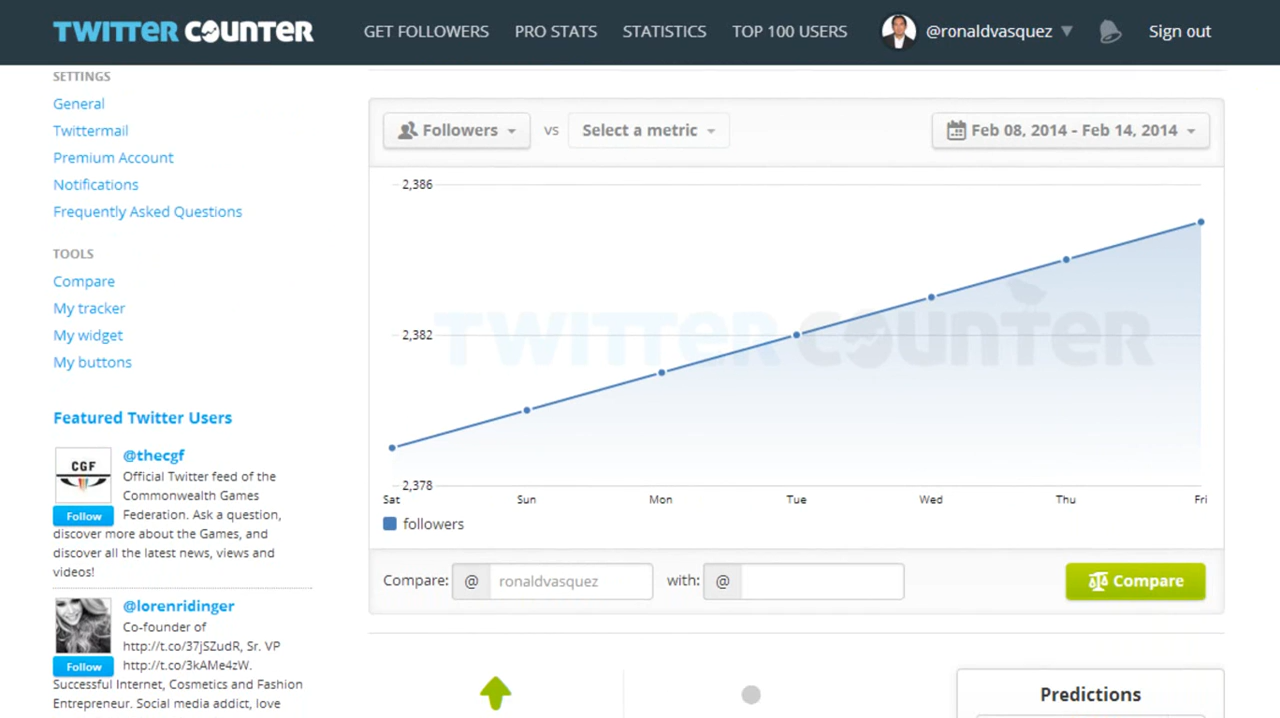 TWITTER COUNTER
GET FOLLOWERS
PRO STATS
STATISTICS
TOP 100 USERS
@ronaldvasquez
Sign out
SETTINGS
General
Twittermail
Premium Account
Notifications
Frequently Asked Questions
TOOLS
Compare
My tracker
My widget
My buttons
Featured Twitter Users
CGF
@thecgf
Official Twitter feed of the
Commonwealth Games
Follow
Federation. Ask a question,
discover more about the Games, and
discover all the latest news, views and
videos!
@lorenridinger
Co-founder of
http://t.co/37jSZudR, Sr. VP
Follow
http://t.co/3kAMe4zW.
Successful Internet, Cosmetics and Fashion
Entrepreneur. Social media addict, love
Followers
vs
Select a metric
Feb 08, 2014 - Feb 14, 2014
2,386
2,382
TWITTER COUNTER
2,378
Sat
Sun
Mon
Tue
Wed
Thu
Fri
followers
Compare:
@
ronaldvasquez
with:
@
Compare
Predictions